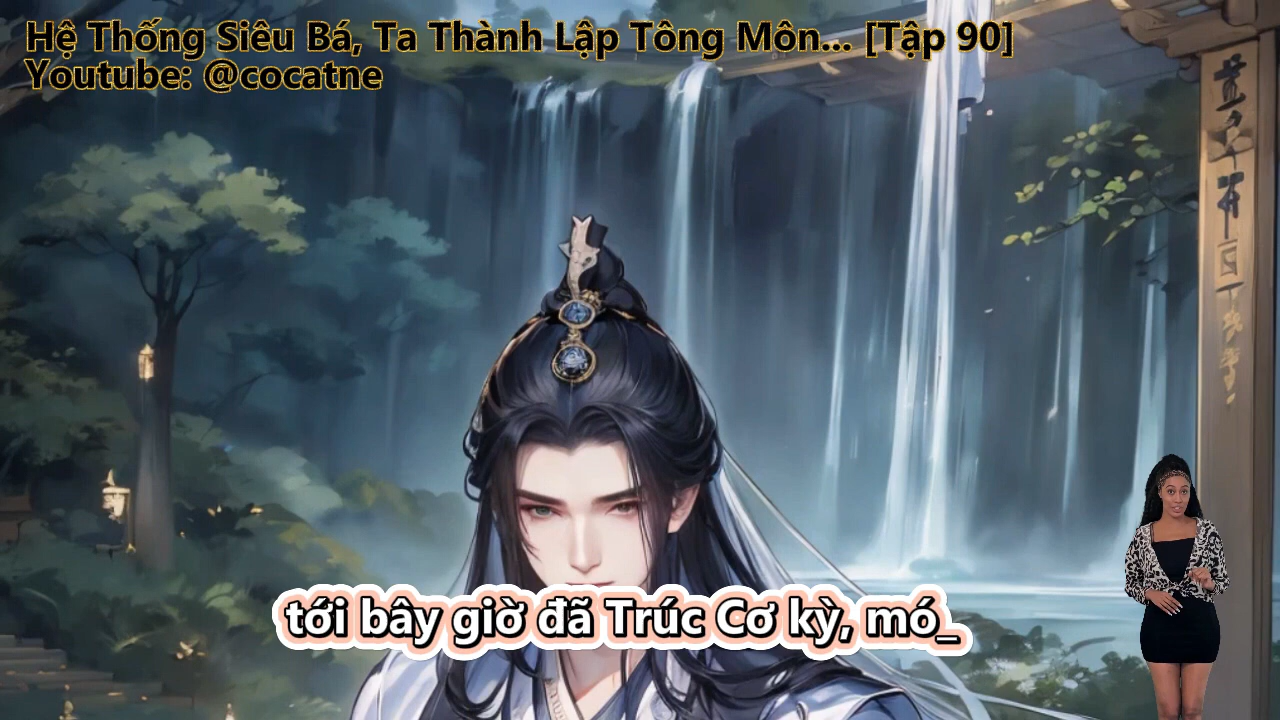 Hệ Thống Siêu Bá, Ta Thành Lập Tông Môn... [Tập 90]
Youtube: @cocatne
tới bây giờ đã Trúc Cơ kỳ, mó_